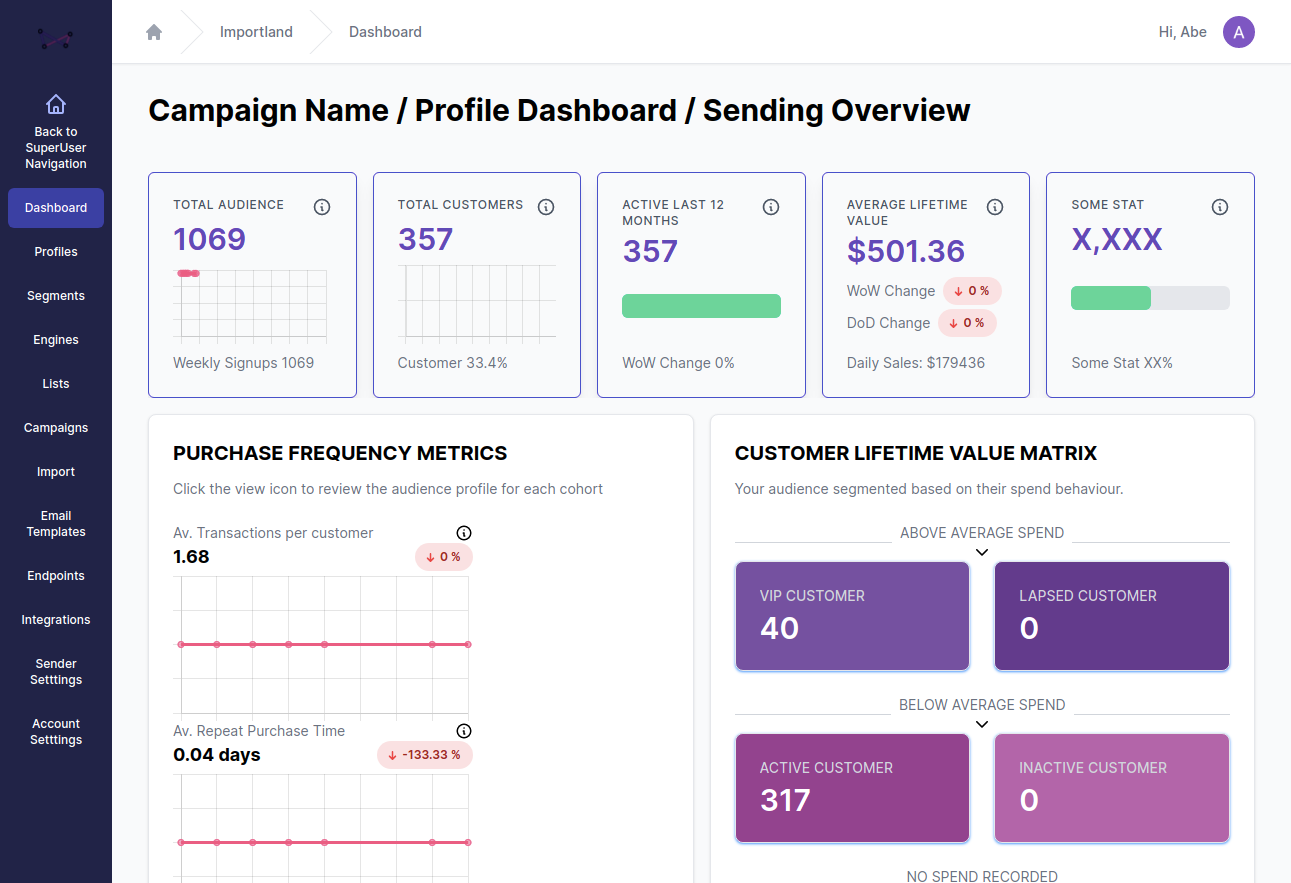 Importland
Dashboard
Hi, Abe
A
Back to
SuperUser
Navigation
Dashboard
Profiles
Segments
Engines
Lists
Campaigns
Import
Email
Templates
Endpoints
Integrations
Sender
Setttings
Account
Setttings
Campaign Name / Profile Dashboard / Sending Overview
TOTAL AUDIENCE
1069
Weekly Signups 1069
TOTAL CUSTOMERS
357
Customer 33.4%
ACTIVE LAST 12
MONTHS
357
WoW Change 0%
AVERAGE LIFETIME
VALUE
$501.36
WoW Change 0 %
DoD Change 0 %
Daily Sales: $179436
SOME STAT
X,XXX
Some Stat XX%
PURCHASE FREQUENCY METRICS
Click the view icon to review the audience profile for each cohort
Av. Transactions per customer
1.68
0 %
Av. Repeat Purchase Time
0.04 days
-133.33 %
CUSTOMER LIFETIME VALUE MATRIX
Your audience segmented based on their spend behaviour.
ABOVE AVERAGE SPEND
VIP CUSTOMER
40
LAPSED CUSTOMER
0
BELOW AVERAGE SPEND
ACTIVE CUSTOMER
317
INACTIVE CUSTOMER
0
NO SPEND RECORDED